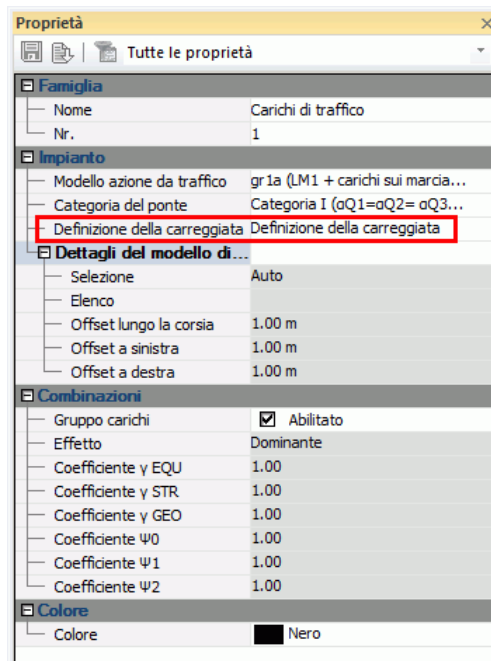 Proprietà
Tutte le proprietà
Famiglia
Nome Carichi di traffico
Nr. 1
Impianto
Modello azione da traffico gr1a (LM1 + carichi sui marcia...
Categoria del ponte Categoria I (αQ1=αQ2= αQ3...
Definizione della carreggiata Definizione della carreggiata
Dettagli del modello di...
Selezione Auto
Elenco
Offset lungo la corsia 1.00 m
Offset a sinistra 1.00 m
Offset a destra 1.00 m
Combinazioni
Gruppo carichi Abilitato
Effetto Dominante
Coefficiente γ EQU 1.00
Coefficiente γ STR 1.00
Coefficiente γ GEO 1.00
Coefficiente Ψ0 1.00
Coefficiente Ψ1 1.00
Coefficiente Ψ2 1.00
Colore
Colore Nero